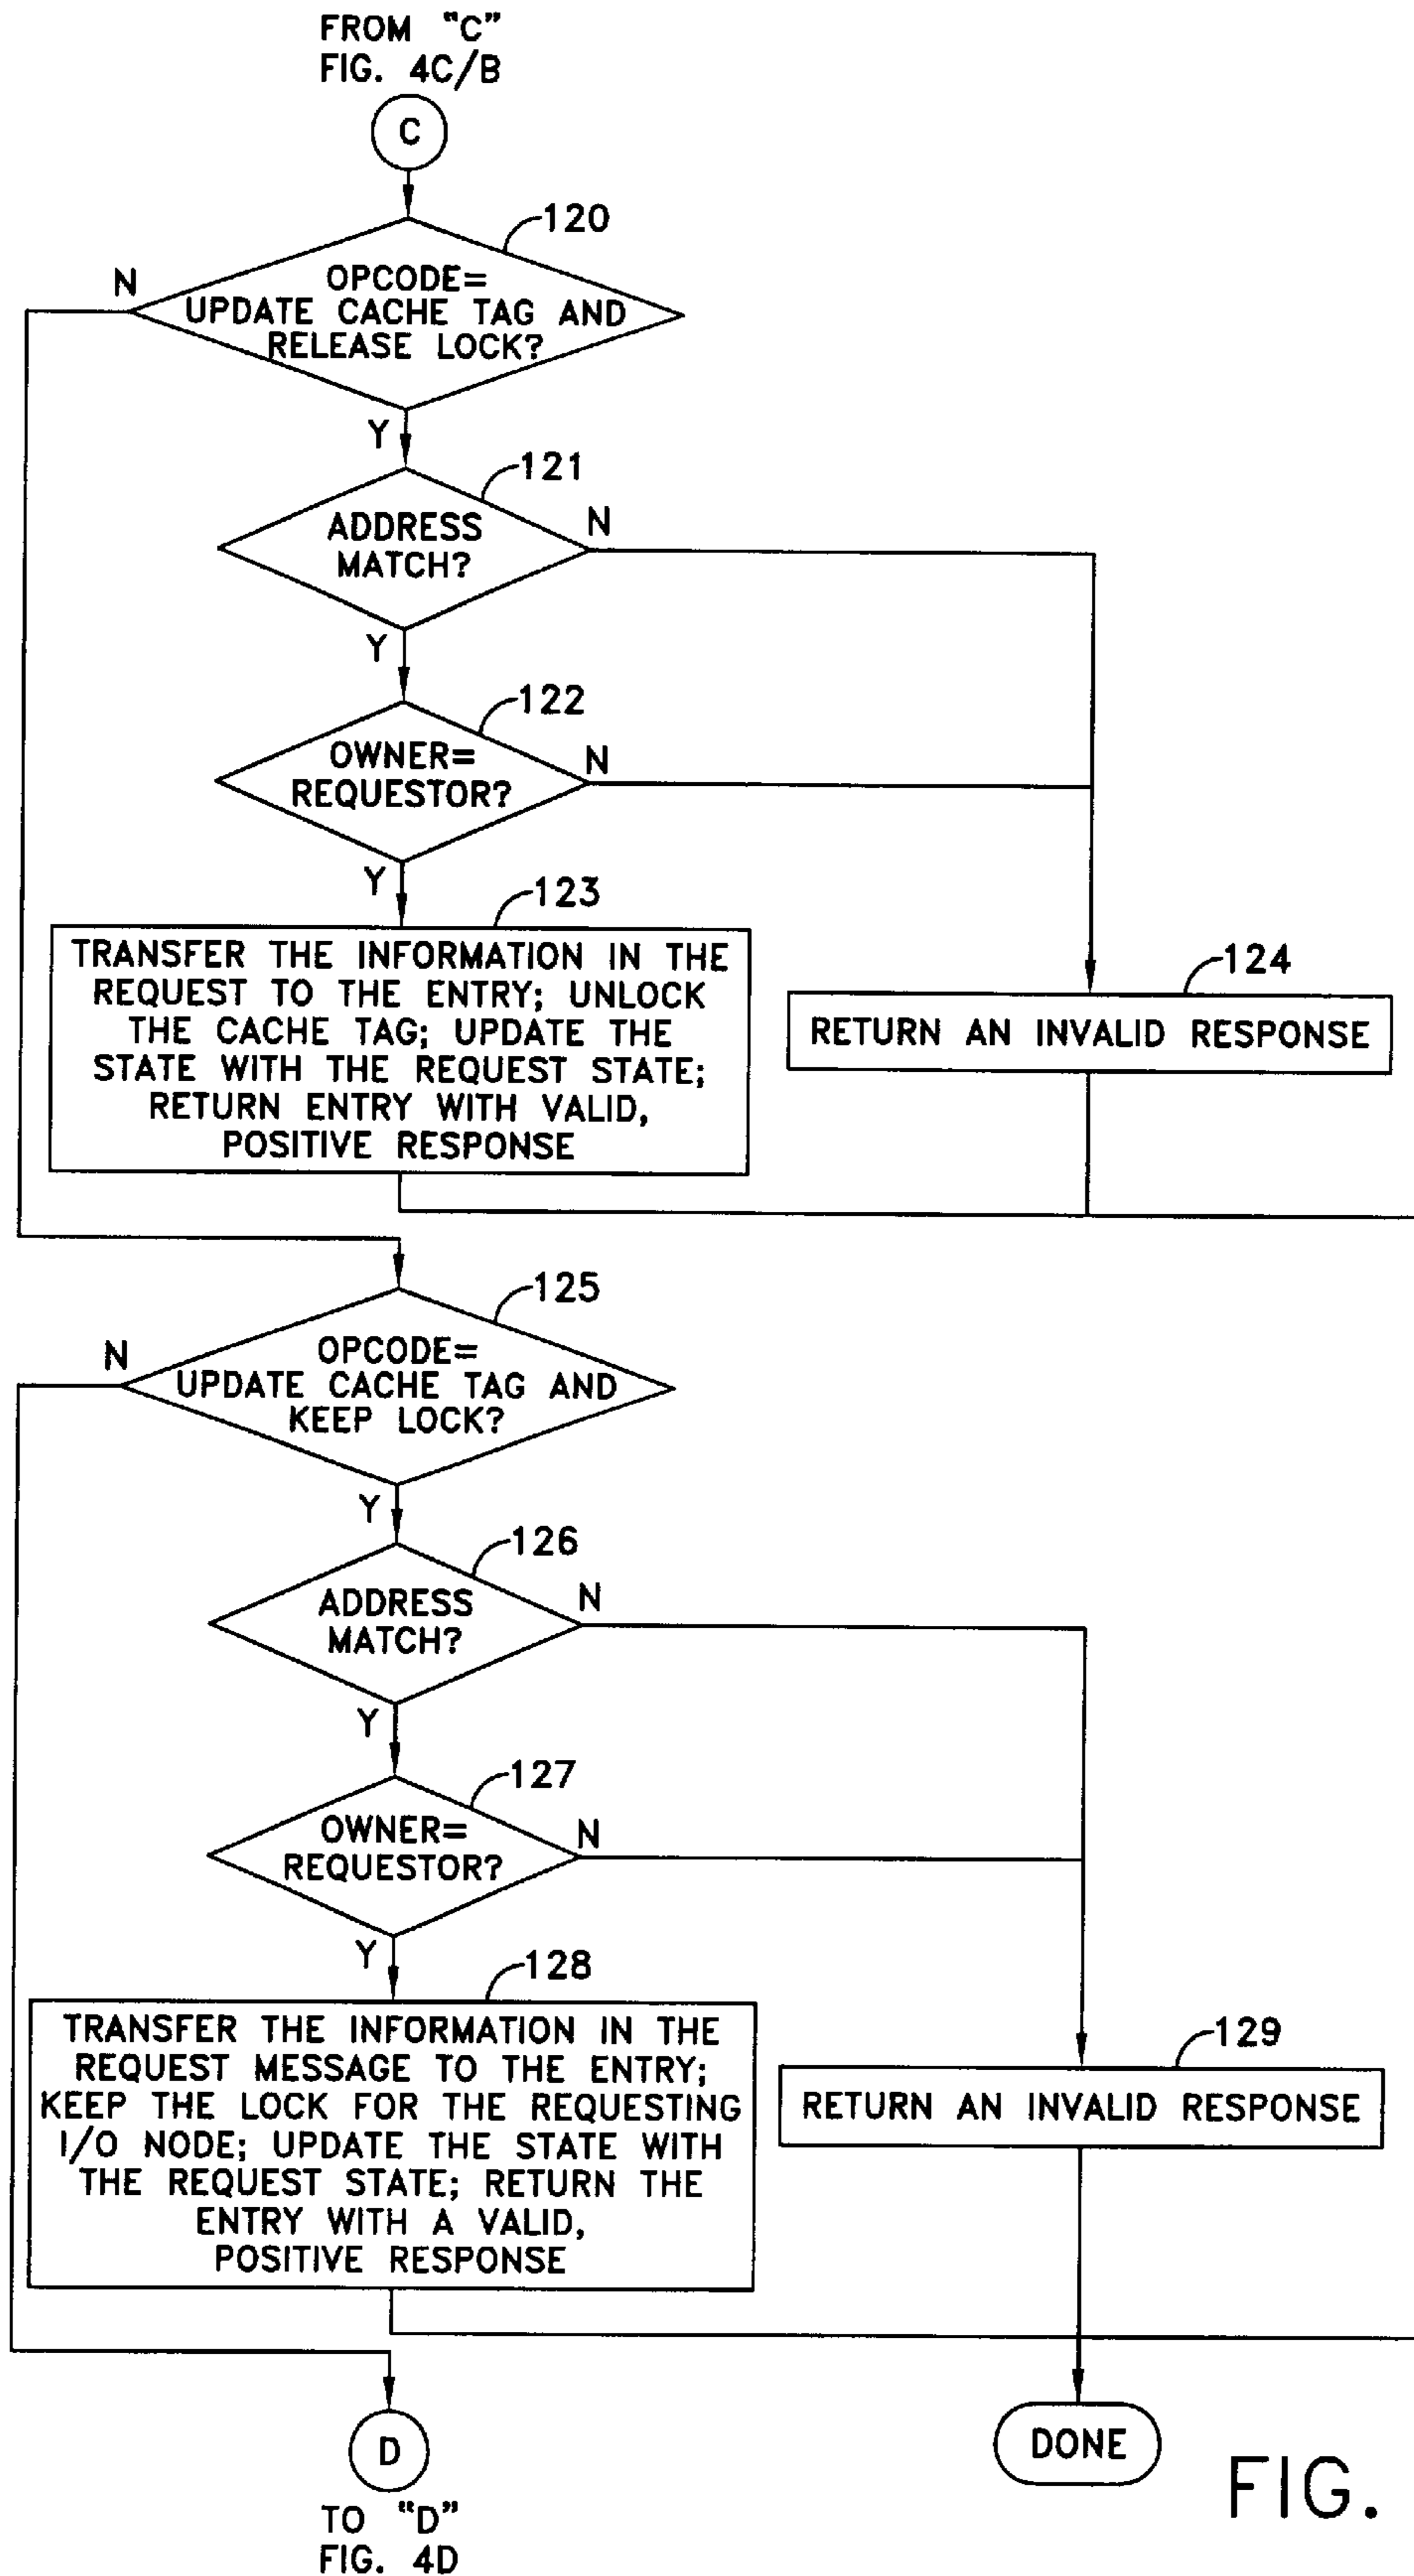 FROM "C"
FIG. 4C/B
C
120
OPCODE=
UPDATE CACHE TAG AND
RELEASE LOCK?
N
Y
121
ADDRESS
MATCH?
N
Y
122
OWNER=
REQUESTOR?
N
Y
123
TRANSFER THE INFORMATION IN THE
REQUEST TO THE ENTRY; UNLOCK
THE CACHE TAG; UPDATE THE
STATE WITH THE REQUEST STATE;
RETURN ENTRY WITH VALID,
POSITIVE RESPONSE
124
RETURN AN INVALID RESPONSE
125
OPCODE=
UPDATE CACHE TAG AND
KEEP LOCK?
N
Y
126
ADDRESS
MATCH?
N
Y
127
OWNER=
REQUESTOR?
N
Y
128
TRANSFER THE INFORMATION IN THE
REQUEST MESSAGE TO THE ENTRY;
KEEP THE LOCK FOR THE REQUESTING
I/O NODE; UPDATE THE STATE WITH
THE REQUEST STATE; RETURN THE
ENTRY WITH A VALID,
POSITIVE RESPONSE
129
RETURN AN INVALID RESPONSE
DONE
D
TO "D"
FIG. 4D
FIG.